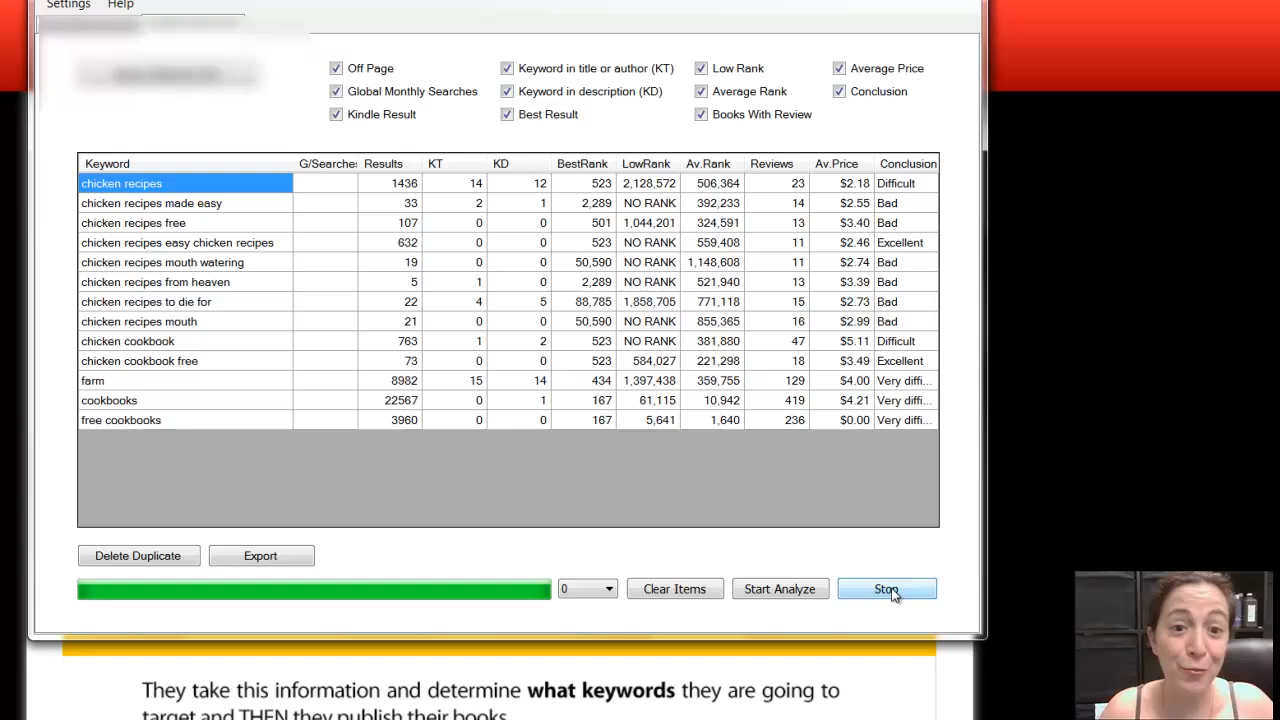 Settings Help
Off Page Keyword in title or author (KT) Low Rank Average Price
Global Monthly Searches Keyword in description (KD) Average Rank Conclusion
Kindle Result Best Result Books With Review
Keyword G/Searches Results KT KD BestRank LowRank Av.Rank Reviews Av.Price Conclusion
chicken recipes 1436 14 12 523 2,128,572 506,364 23 $2.18 Difficult
chicken recipes made easy 33 2 1 2,289 NO RANK 392,233 14 $2.55 Bad
chicken recipes free 107 0 0 501 1,044,201 324,591 13 $3.40 Bad
chicken recipes easy chicken recipes 632 0 0 523 NO RANK 559,408 11 $2.46 Excellent
chicken recipes mouth watering 19 0 0 50,590 NO RANK 1,148,608 11 $2.74 Bad
chicken recipes from heaven 5 1 0 2,289 NO RANK 521,940 13 $3.39 Bad
chicken recipes to die for 22 4 5 88,785 1,858,705 771,118 15 $2.73 Bad
chicken recipes mouth 21 0 0 50,590 NO RANK 855,365 16 $2.99 Bad
chicken cookbook 763 1 2 523 NO RANK 381,880 47 $5.11 Difficult
chicken cookbook free 73 0 0 523 584,027 221,298 18 $3.49 Excellent
farm 8982 15 14 434 1,397,438 359,755 129 $4.00 Very diffi...
cookbooks 22567 0 1 167 61,115 10,942 419 $4.21 Very diffi...
free cookbooks 3960 0 0 167 5,641 1,640 236 $0.00 Very diffi...
Delete Duplicate Export
0 Clear Items Start Analyze Stop
They take this information and determine what keywords they are going to
target and THEN they publish their books